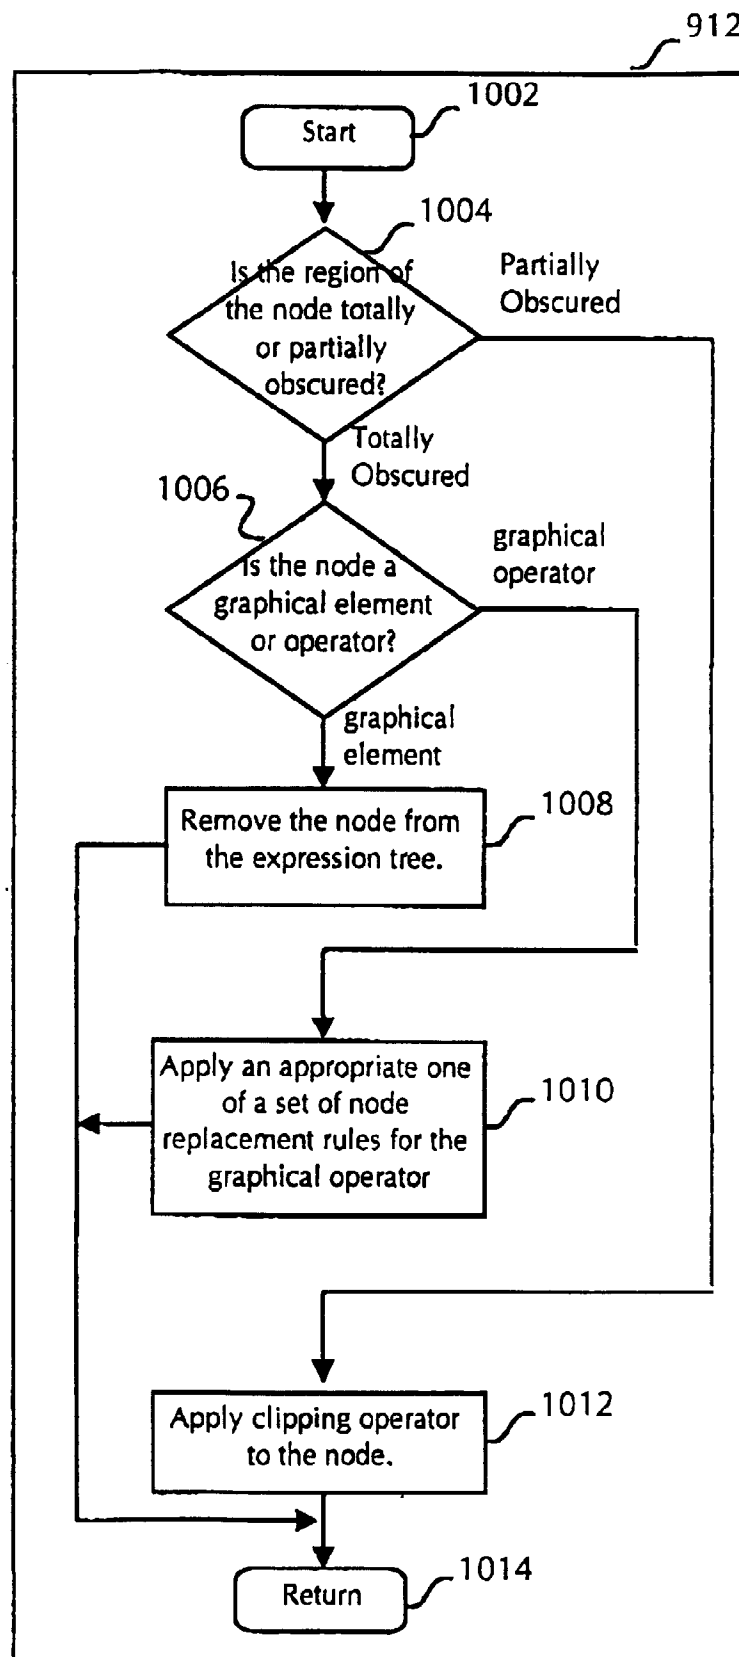 912
1002
Start
1004
Is the region of
the node totally
or partially
obscured?
Partially
Obscured
Totally
Obscured
1006
Is the node a
graphical element
or operator?
graphical
operator
graphical
element
1008
Remove the node from
the expression tree.
Apply an appropriate one
of a set of node
replacement rules for the
graphical operator
1010
Apply clipping operator
to the node.
1012
Return
1014